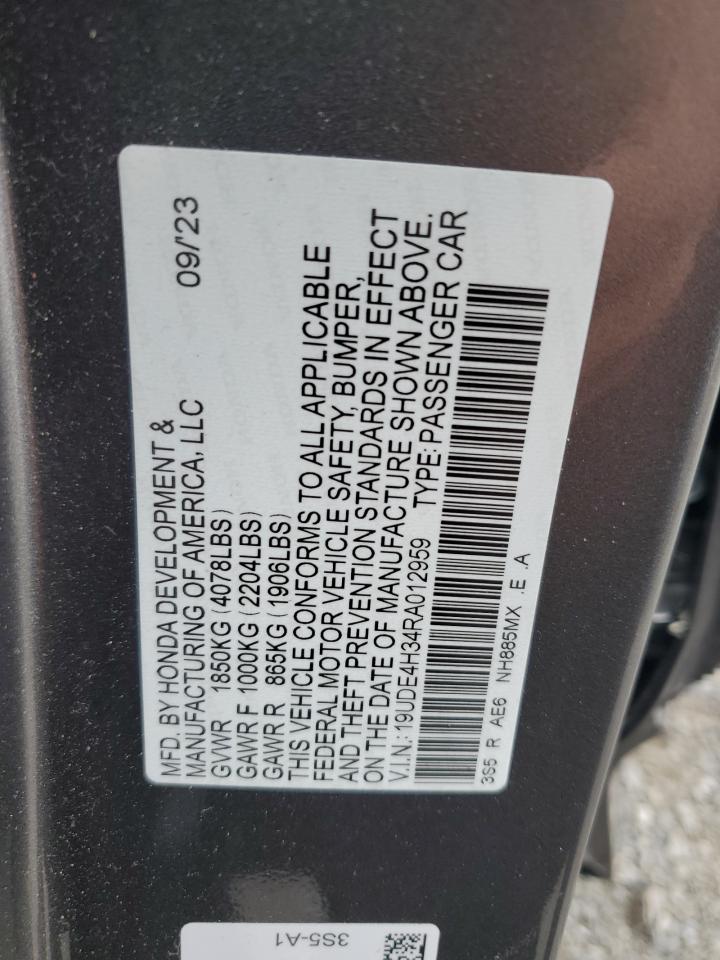 MFD. BY HONDA DEVELOPMENT &
MANUFACTURING OF AMERICA, LLC 09/'23
GVWR 1850KG (4078LBS)
GAWR F 1000KG (2204LBS)
GAWR R 865KG (1906LBS)
THIS VEHICLE CONFORMS TO ALL APPLICABLE
FEDERAL MOTOR VEHICLE SAFETY, BUMPER,
AND THEFT PREVENTION STANDARDS IN EFFECT
ON THE DATE OF MANUFACTURE SHOWN ABOVE.
V.I.N.: 19UDE4H34RA012959 TYPE: PASSENGER CAR
3S5 R AE6 NH885MX .E .A
3S5-A1